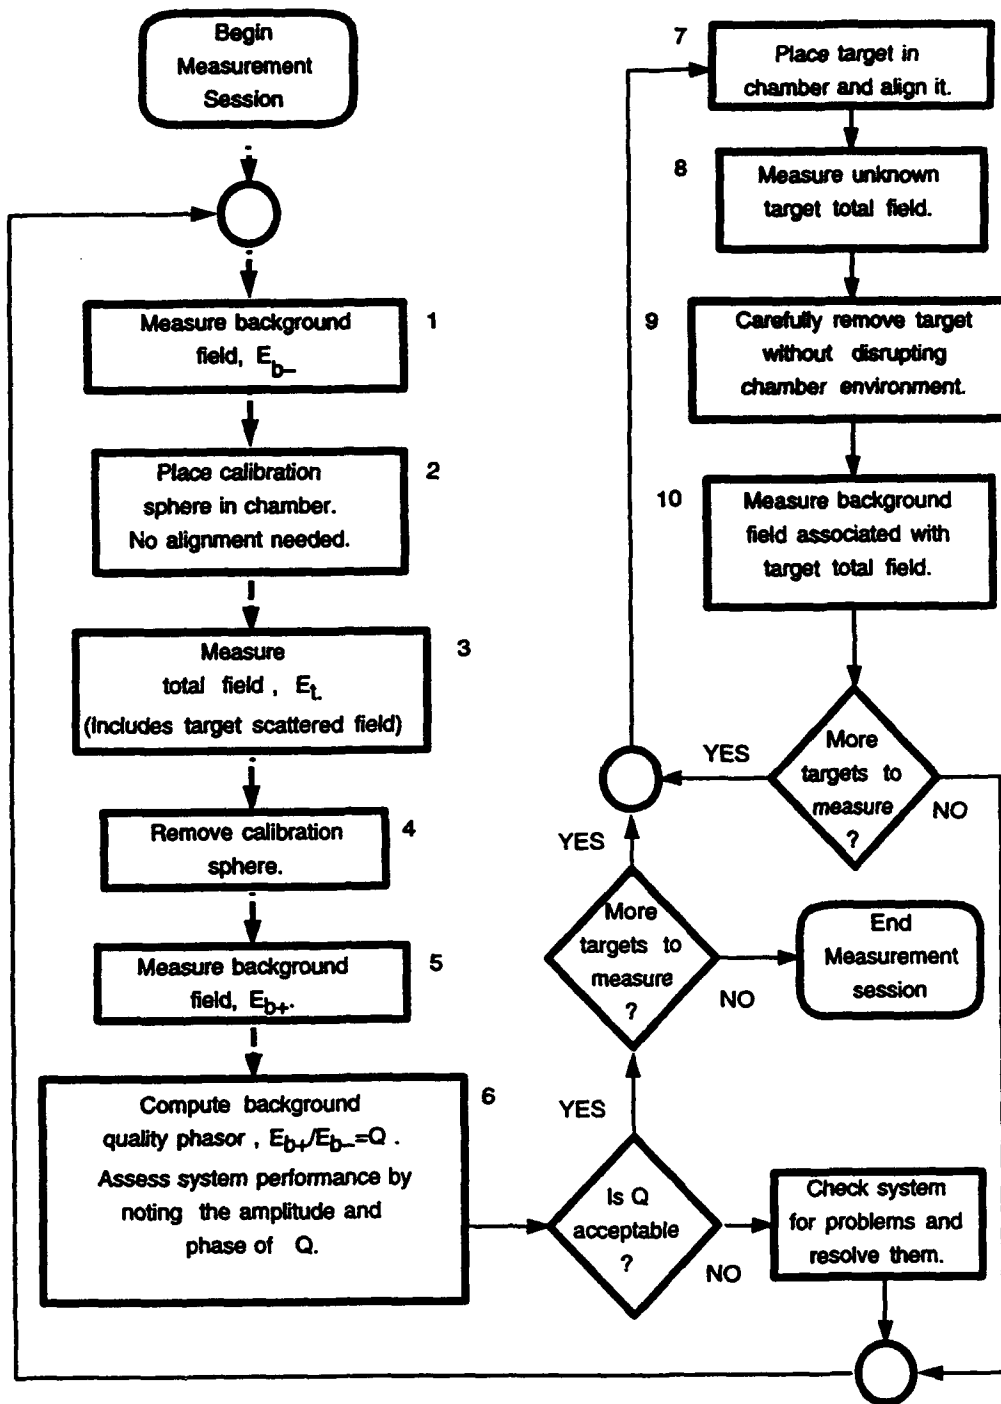 Begin
Measurement
Session
Measure background
field, E_b–
1
Place calibration
sphere in chamber.
No alignment needed.
2
Measure
total field , E_t.
(includes target scattered field)
3
Remove calibration
sphere.
4
Measure background
field, E_b+.
5
Compute background
quality phasor , E_b+/E_b–=Q .
Assess system performance by
noting the amplitude and
phase of Q.
6
Is Q
acceptable
?
YES
NO
Check system
for problems and
resolve them.
More
targets to
measure
?
YES
NO
End
Measurement
session
7
Place target in
chamber and align it.
8
Measure unknown
target total field.
9
Carefully remove target
without disrupting
chamber environment.
10
Measure background
field associated with
target total field.
More
targets to
measure
?
YES
NO